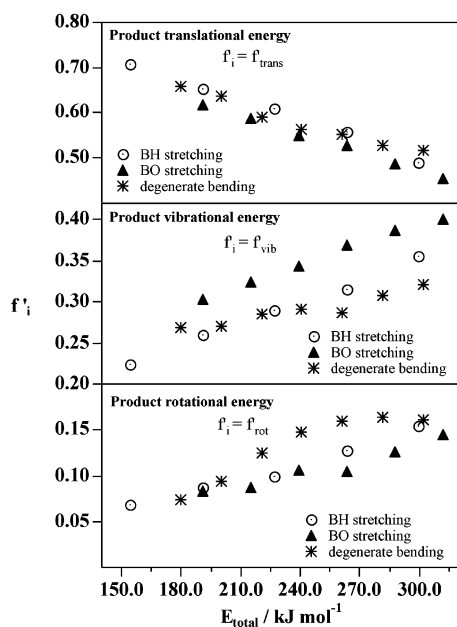 Product translational energy
f'i = f'trans
0.70
0.60
0.50
BH stretching
BO stretching
degenerate bending
Product vibrational energy
f'i = f'vib
0.40
0.35
0.30
0.25
0.20
BH stretching
BO stretching
degenerate bending
f'i
Product rotational energy
f'i = f'rot
0.15
0.10
0.05
BH stretching
BO stretching
degenerate bending
150.0 180.0 210.0 240.0 270.0 300.0
Etotal / kJ mol⁻¹